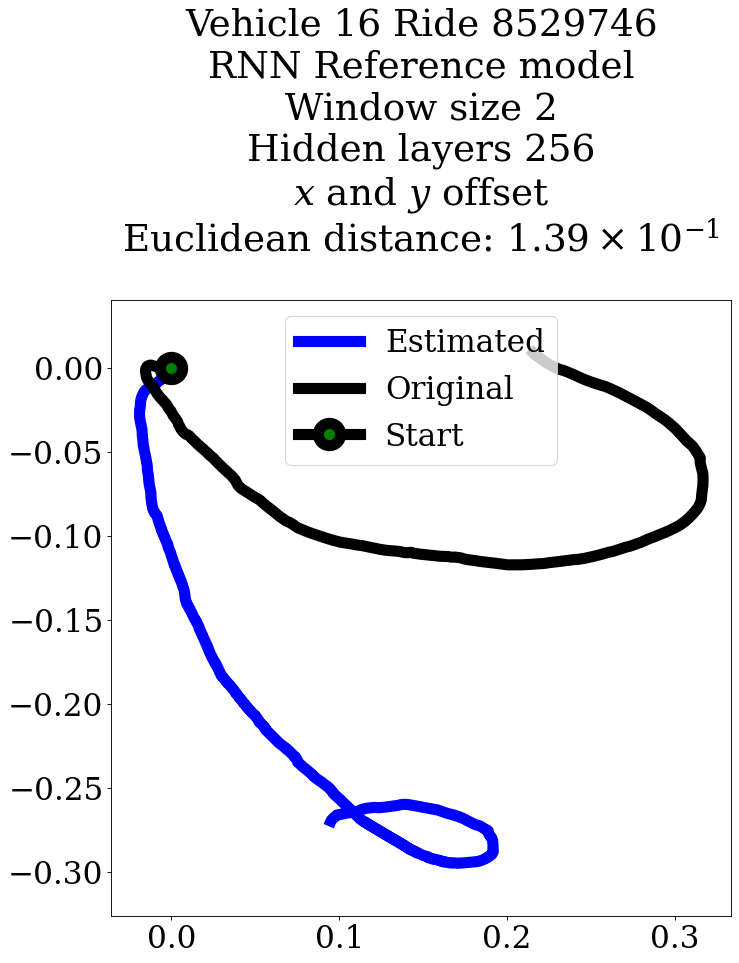 Vehicle 16 Ride 8529746
RNN Reference model
Window size 2
Hidden layers 256
x and y offset
Euclidean distance: 1.39 × 10⁻¹
Estimated
Original
Start
0.00
−0.05
−0.10
−0.15
−0.20
−0.25
−0.30
0.0 0.1 0.2 0.3